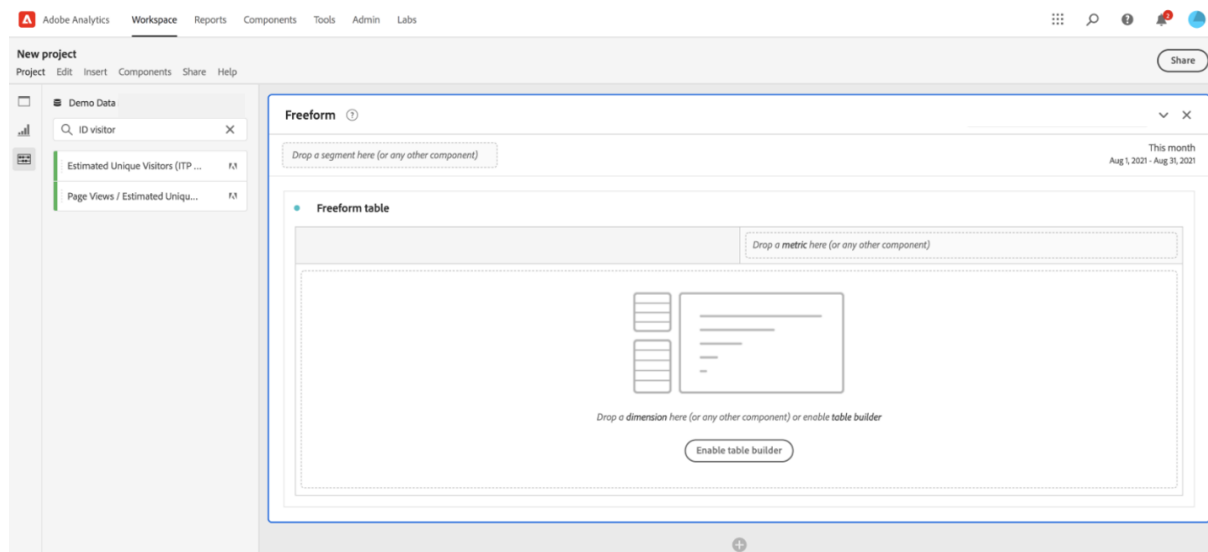 Adobe Analytics Workspace Reports Components Tools Admin Labs
2
New project
Project Edit Insert Components Share Help
Share
Demo Data
ID visitor
Estimated Unique Visitors (ITP ...
Page Views / Estimated Uniqu...
Freeform ?
Drop a segment here (or any other component)
This month
Aug 1, 2021 - Aug 31, 2021
Freeform table
Drop a metric here (or any other component)
Drop a dimension here (or any other component) or enable table builder
Enable table builder